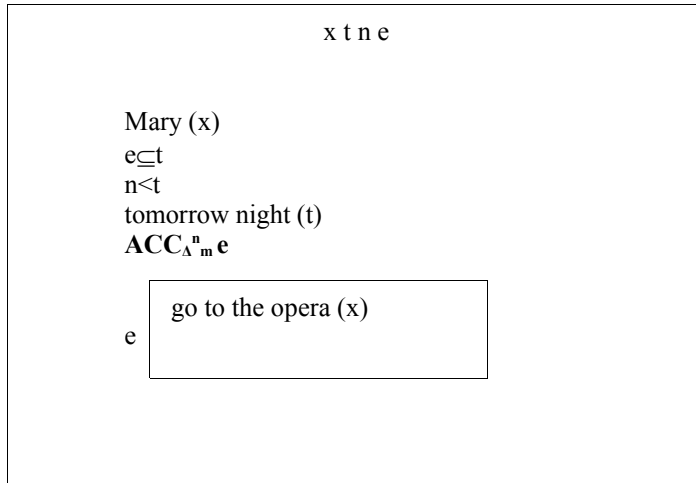 x t n e
Mary (x)
e⊆t
n<t
tomorrow night (t)
ACC_Δ^n_m e
go to the opera (x)
e